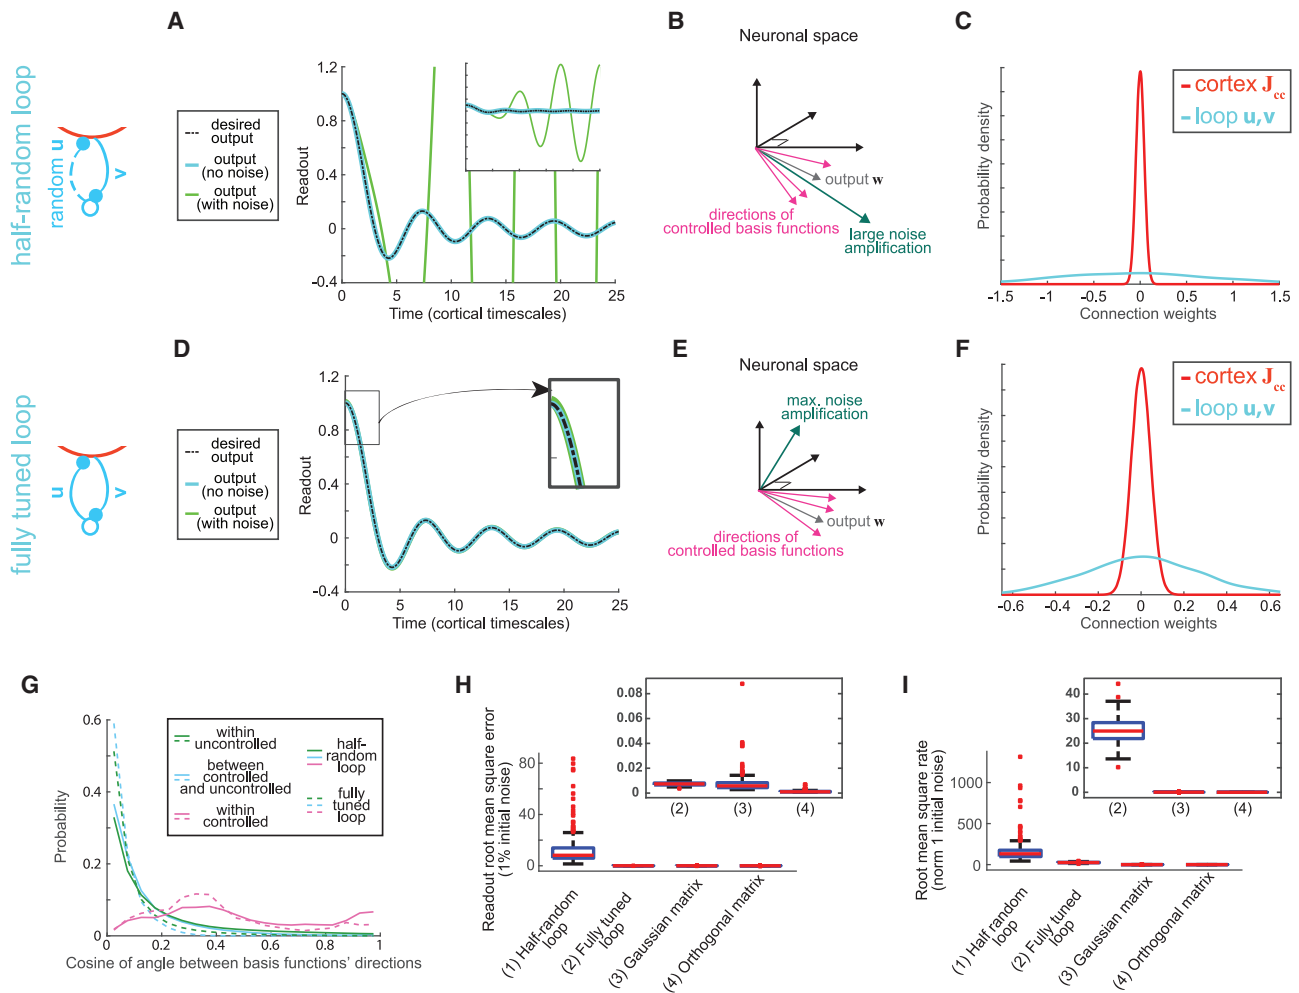 A
half-random loop
random u
v
desired
output
output
(no noise)
output
(with noise)
Readout
1.2
0.8
0.4
0
-0.4
0
5
10
15
20
25
Time (cortical timescales)
B
Neuronal space
output w
directions of
controlled basis functions
large noise
amplification
C
Probability density
cortex Jcc
loop u,v
-1.5
-1
-0.5
0
0.5
1
1.5
Connection weights
D
fully tuned loop
u
v
desired
output
output
(no noise)
output
(with noise)
Readout
1.2
0.8
0.4
0
-0.4
0
5
10
15
20
25
Time (cortical timescales)
E
Neuronal space
max. noise
amplification
output w
directions of
controlled basis functions
F
Probability density
cortex Jcc
loop u,v
-0.6
-0.4
-0.2
0
0.2
0.4
0.6
Connection weights
G
Probability
0.6
0.4
0.2
0
0
0.2
0.4
0.6
0.8
1
Cosine of angle between basis functions' directions
within
uncontrolled
between
controlled
and uncontrolled
within
controlled
half-
random
loop
fully
tuned
loop
H
Readout root mean square error
(1% initial noise)
80
60
40
20
0
0.08
0.06
0.04
0.02
0
(2)
(3)
(4)
(1) Half-random
loop
(2) Fully tuned
loop
(3) Gaussian matrix
(4) Orthogonal matrix
I
Root mean square rate
(norm 1 initial noise)
1000
500
0
40
30
20
10
0
(2)
(3)
(4)
(1) Half random
loop
(2) Fully tuned
loop
(3) Gaussian matrix
(4) Orthogonal matrix